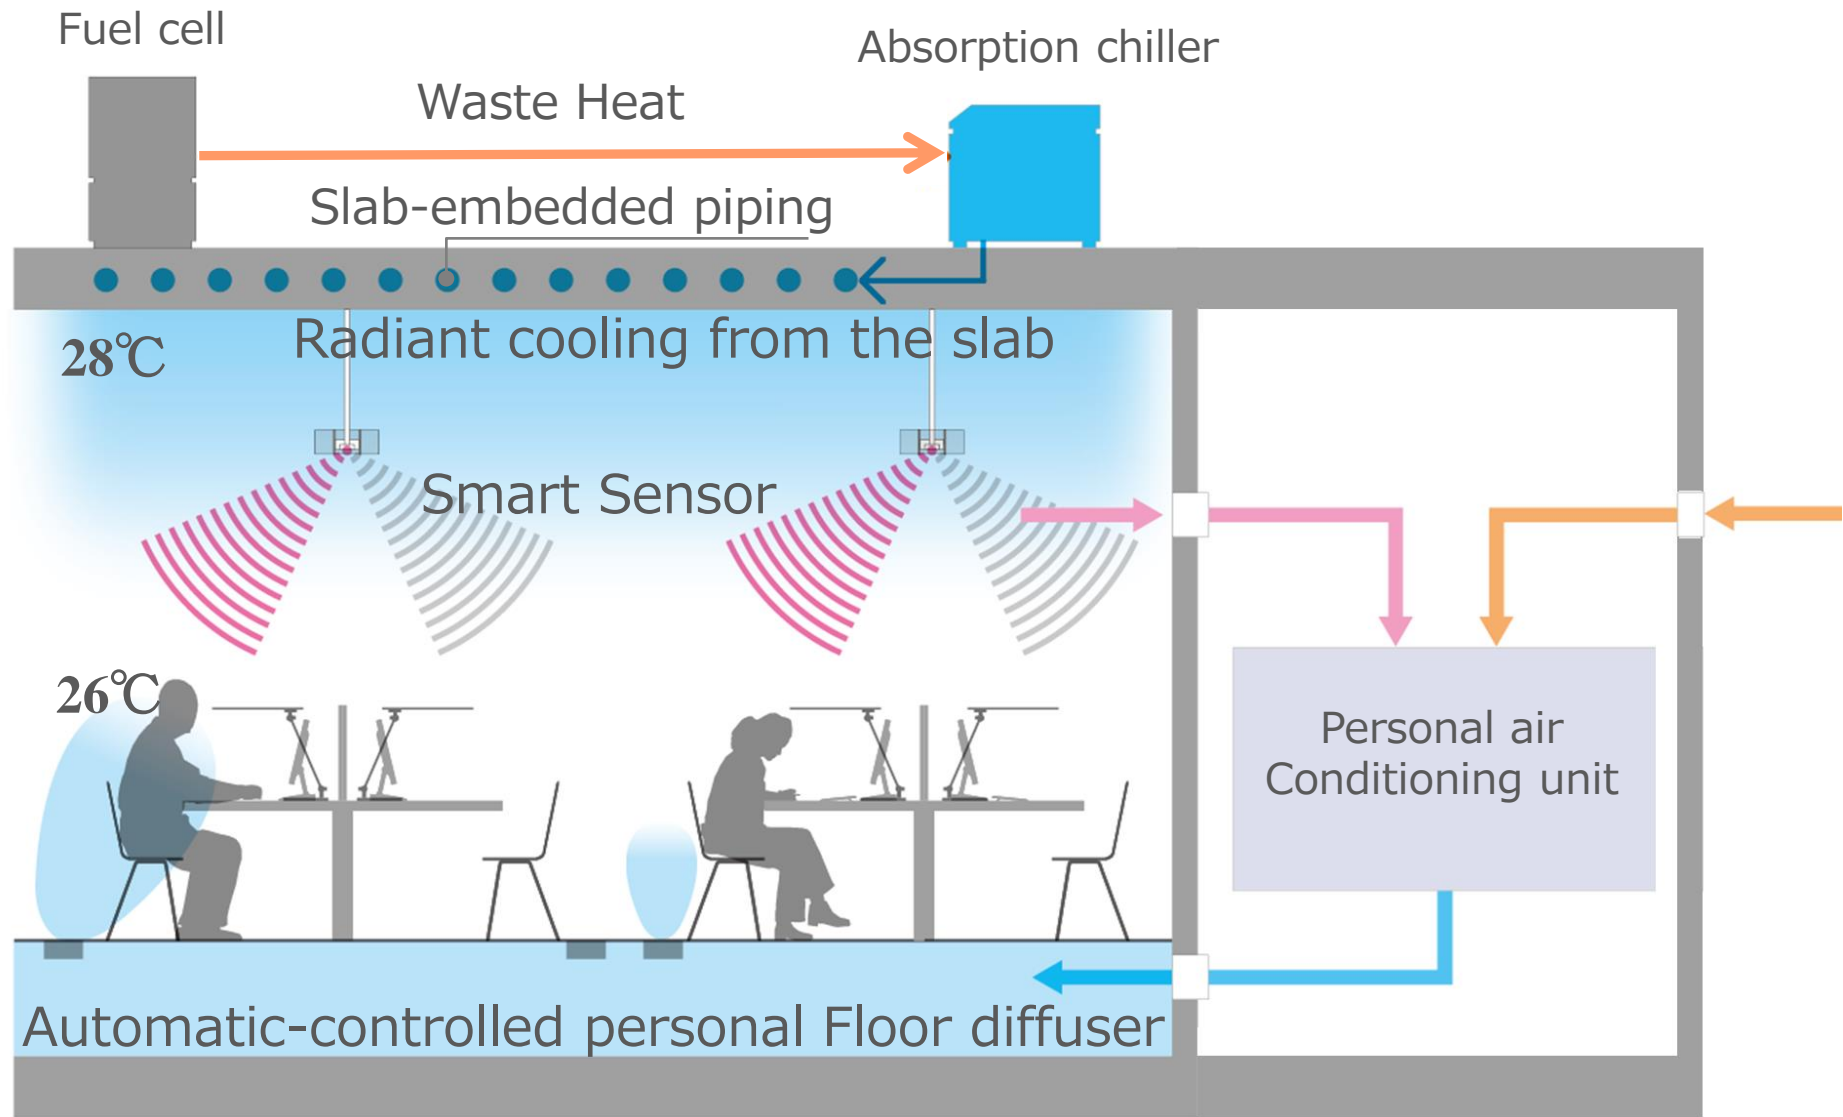 Fuel cell
Absorption chiller
Waste Heat
Slab-embedded piping
Radiant cooling from the slab
28℃
Smart Sensor
26℃
Personal air
Conditioning unit
Automatic-controlled personal Floor diffuser